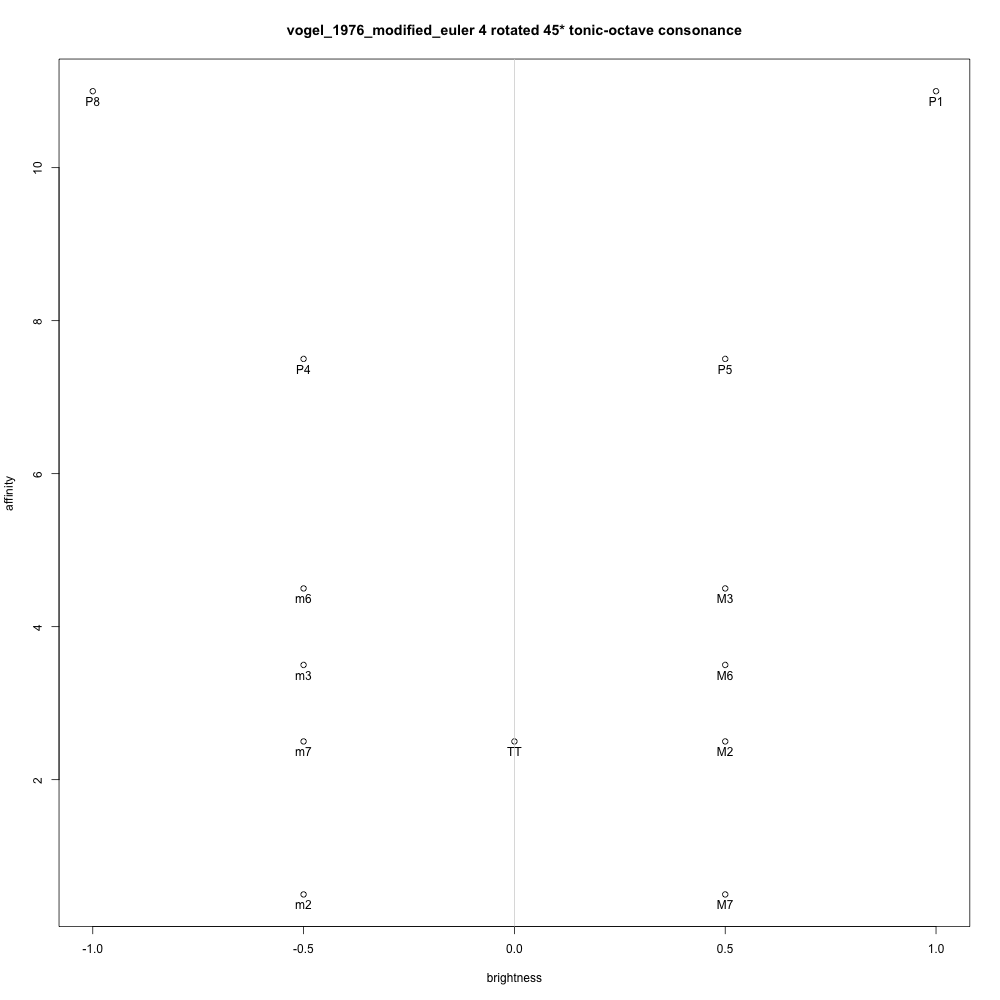 vogel_1976_modified_euler 4 rotated 45* tonic-octave consonance
P8 P1
10
8
P4 P5
6
affinity
m6 M3
4
m3 M6
m7 TT M2
2
m2 M7
-1.0 -0.5 0.0 0.5 1.0
brightness